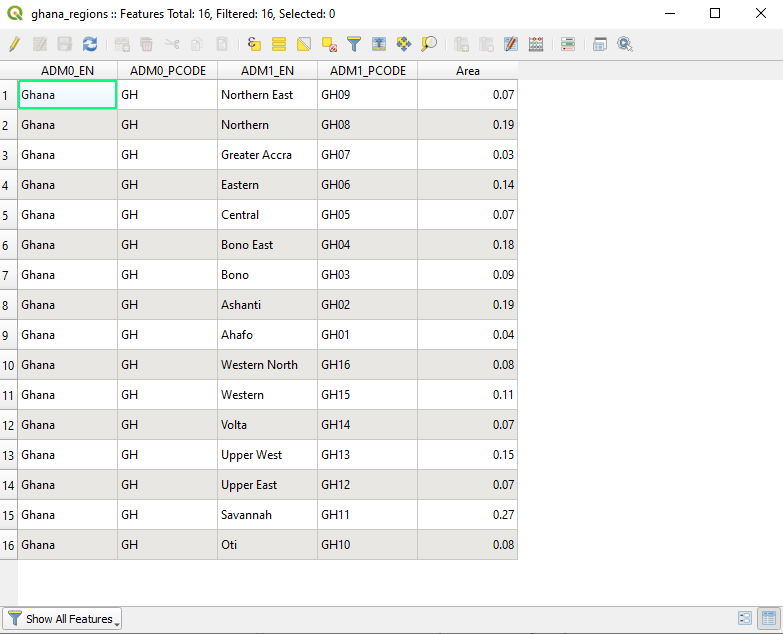 ghana_regions :: Features Total: 16, Filtered: 16, Selected: 0
ADM0_EN ADM0_PCODE ADM1_EN ADM1_PCODE Area
1 Ghana GH Northern East GH09 0.07
2 Ghana GH Northern GH08 0.19
3 Ghana GH Greater Accra GH07 0.03
4 Ghana GH Eastern GH06 0.14
5 Ghana GH Central GH05 0.07
6 Ghana GH Bono East GH04 0.18
7 Ghana GH Bono GH03 0.09
8 Ghana GH Ashanti GH02 0.19
9 Ghana GH Ahafo GH01 0.04
10 Ghana GH Western North GH16 0.08
11 Ghana GH Western GH15 0.11
12 Ghana GH Volta GH14 0.07
13 Ghana GH Upper West GH13 0.15
14 Ghana GH Upper East GH12 0.07
15 Ghana GH Savannah GH11 0.27
16 Ghana GH Oti GH10 0.08
Show All Features